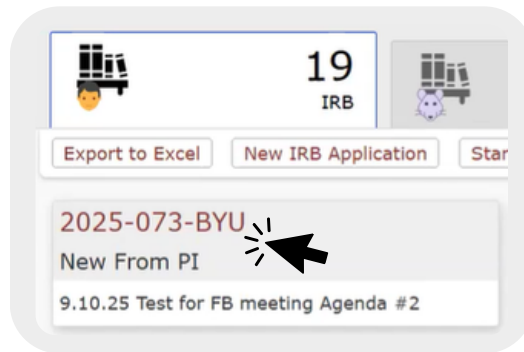 19
IRB
Export to Excel New IRB Application Star
2025-073-BYU
New From PI
9.10.25 Test for FB meeting Agenda #2